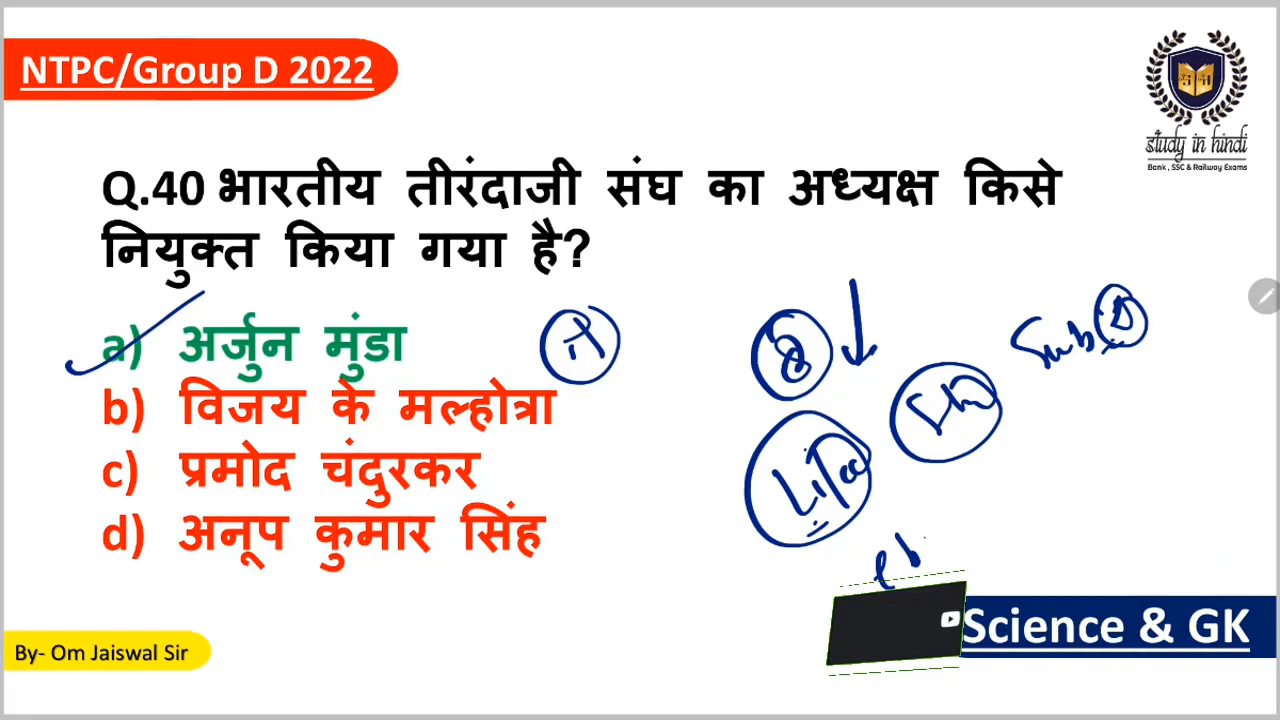 NTPC/Group D 2022
study in hindi
Bank , SSC & Railway Exams
Q.40 भारतीय तीरंदाजी संघ का अध्यक्ष किसे
नियुक्त किया गया है?
a) अर्जुन मुंडा
b) विजय के मल्होत्रा
c) प्रमोद चंदुरकर
d) अनूप कुमार सिंह
By- Om Jaiswal Sir
Science & GK